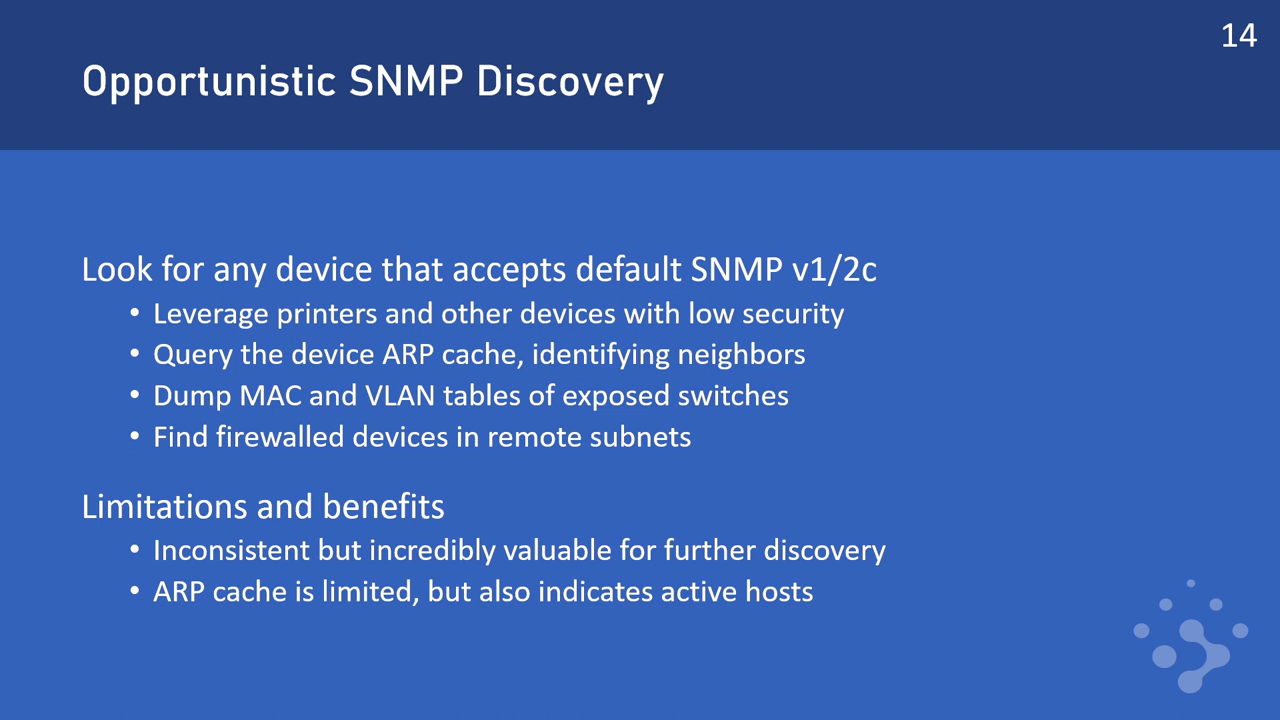 14
Opportunistic SNMP Discovery
Look for any device that accepts default SNMP v1/2c
• Leverage printers and other devices with low security
• Query the device ARP cache, identifying neighbors
• Dump MAC and VLAN tables of exposed switches
• Find firewalled devices in remote subnets
Limitations and benefits
• Inconsistent but incredibly valuable for further discovery
• ARP cache is limited, but also indicates active hosts